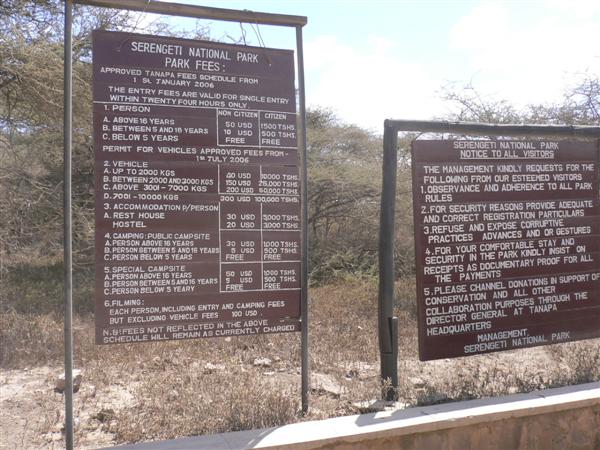 SERENGETI NATIONAL PARK
PARK FEES:
APPROVED TANAPA FEES SCHEDULE FROM
1 St. JANUARY 2006
THE ENTRY FEES ARE VALID FOR SINGLE ENTRY
WITHIN TWENTY FOUR HOURS ONLY.
1. PERSON NON CITIZEN CITIZEN
A. ABOVE 16 YEARS 50 USD 1500 TSHS.
B. BETWEEN 5 AND 16 YEARS 10 USD 500 TSHS.
C. BELOW 5 YEARS FREE FREE
PERMIT FOR VEHICLES APPROVED FEES FROM-
1st JULY 2006
2. VEHICLE
A. UP TO 2000 KGS 40 USD 10,000 TSHS.
B. BETWEEN 2000 AND 3000 KGS 150 USD 25,000 TSHS.
C. ABOVE 3001 - 7000 KGS 200 USD 50,000 TSHS.
D. 7001 - 10000 KGS 300 USD 100,000 TSHS.
3. ACCOMMODATION P/PERSON
A. REST HOUSE 30 USD 5,000 TSHS.
HOSTEL 20 USD 2,000 TSHS.
4. CAMPING: PUBLIC CAMPSITE
A. PERSON ABOVE 16 YEARS 30 USD 1000 TSHS.
B. PERSON BETWEEN 5 AND 16 YEARS 5 USD 500 TSHS.
C. PERSON BELOW 5 YEARS FREE FREE
5. SPECIAL CAMPSITE
A. PERSON ABOVE 16 YEARS 50 USD 1000 TSHS.
B. PERSON BETWEEN 5 AND 16 YEARS 5 USD 500 TSHS.
C. PERSON BELOW 5 YEARY FREE FREE
6. FILMING:
EACH PERSON, INCLUDING ENTRY AND CAMPING FEES
BUT EXCLUDING VEHICLE FEES 100 USD.
N.B: FEES NOT REFLECTED IN THE ABOVE
SCHEDULE WILL REMAIN AS CURRENTLY CHARGED
SERENGETI NATIONAL PARK
NOTICE TO ALL VISITORS
THE MANAGEMENT KINDLY REQUESTS FOR THE
FOLLOWING FROM OUR ESTEEMED VISITERS
1. OBSERVANCE AND ADHERENCE TO ALL PARK
RULES
2. FOR SECURITY REASONS PROVIDE ADEQUATE
AND CORRECT REGISTRATION PARTICULARS
3. REFUSE AND EXPOSE CORRUPTIVE
PRACTICES ADVANCES AND OR GESTURES
4. FOR YOUR COMFORTABLE STAY AND
SECURITY IN THE PARK KINDLY INSIST ON
RECEPTS AS DOCUMENTARY PROOF FOR ALL
THE PAYMENTS
5. PLEASE CHANNEL DONATIONS IN SUPPORT OF
CONSERVATION AND OTHER
COLLABORATION PURPOSES THROUGH THE
DIRECTOR GENERAL AT TANAPA
HEADQUARTERS
MANAGEMENT,
SERENGETI NATIONAL PARK